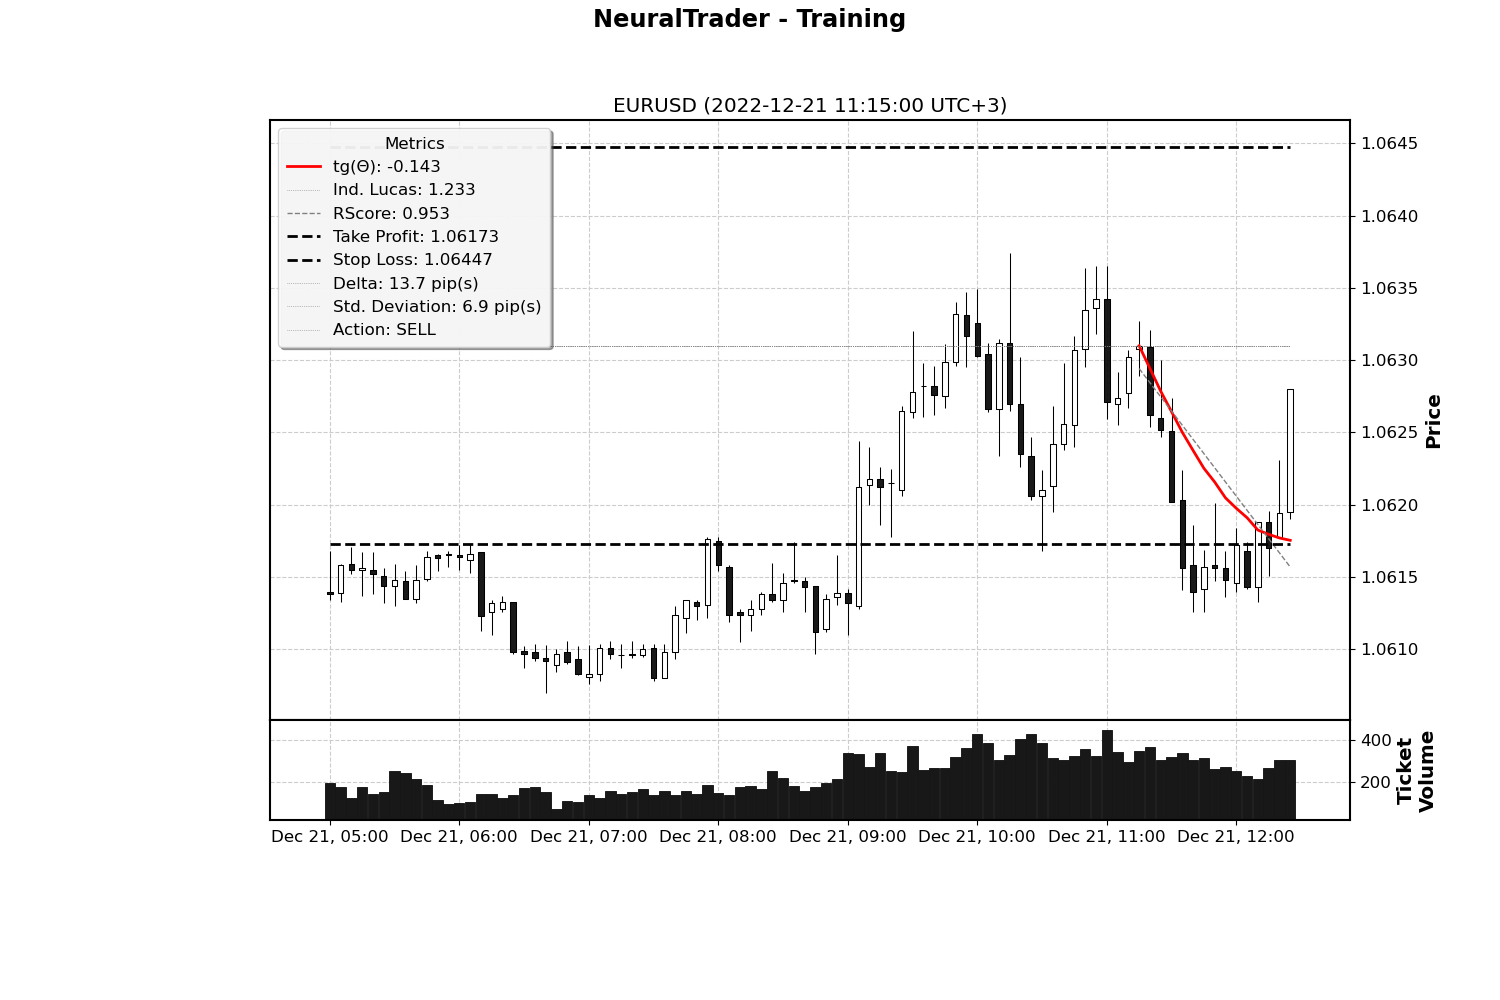 NeuralTrader - Training
EURUSD (2022-12-21 11:15:00 UTC+3)
Metrics
tg(Θ): -0.143
Ind. Lucas: 1.233
RScore: 0.953
Take Profit: 1.06173
Stop Loss: 1.06447
Delta: 13.7 pip(s)
Std. Deviation: 6.9 pip(s)
Action: SELL
1.0645
1.0640
1.0635
1.0630
1.0625
1.0620
1.0615
1.0610
Price
400
200
Ticket
Volume
Dec 21, 05:00 Dec 21, 06:00 Dec 21, 07:00 Dec 21, 08:00 Dec 21, 09:00 Dec 21, 10:00 Dec 21, 11:00 Dec 21, 12:00